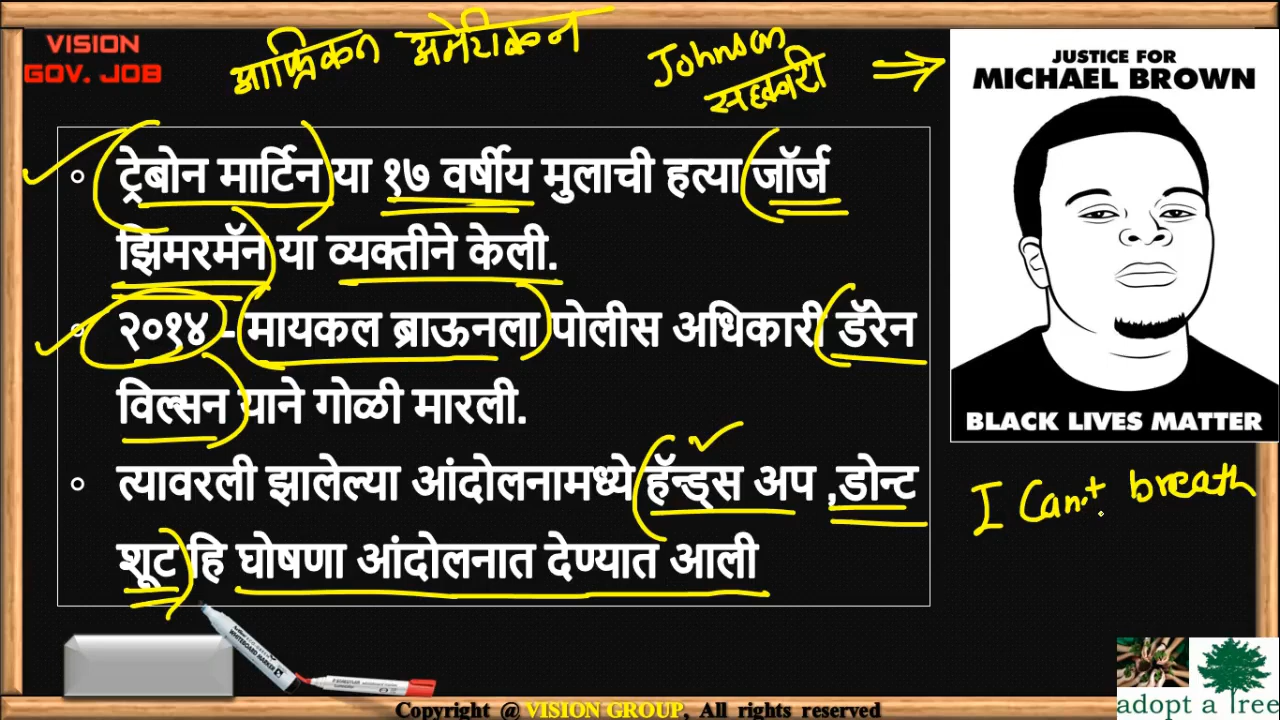 VISION
GOV. JOB
आफ्रिकन अमेरीकन
Johnson
सहकारी
JUSTICE FOR
MICHAEL BROWN
ट्रेबोन मार्टिन या १७ वर्षीय मुलाची हत्या जॉर्ज
झिमरमॅन या व्यक्तीने केली.
२०१४ - मायकल ब्राऊनला पोलीस अधिकारी डॅरेन
विल्सन याने गोळी मारली.
त्यावरली झालेल्या आंदोलनामध्ये हॅन्ड्स अप ,डोन्ट
शूट हि घोषणा आंदोलनात देण्यात आली
BLACK LIVES MATTER
I Can't breath
adopt a Tree
Copyright @ VISION GROUP, All rights reserved